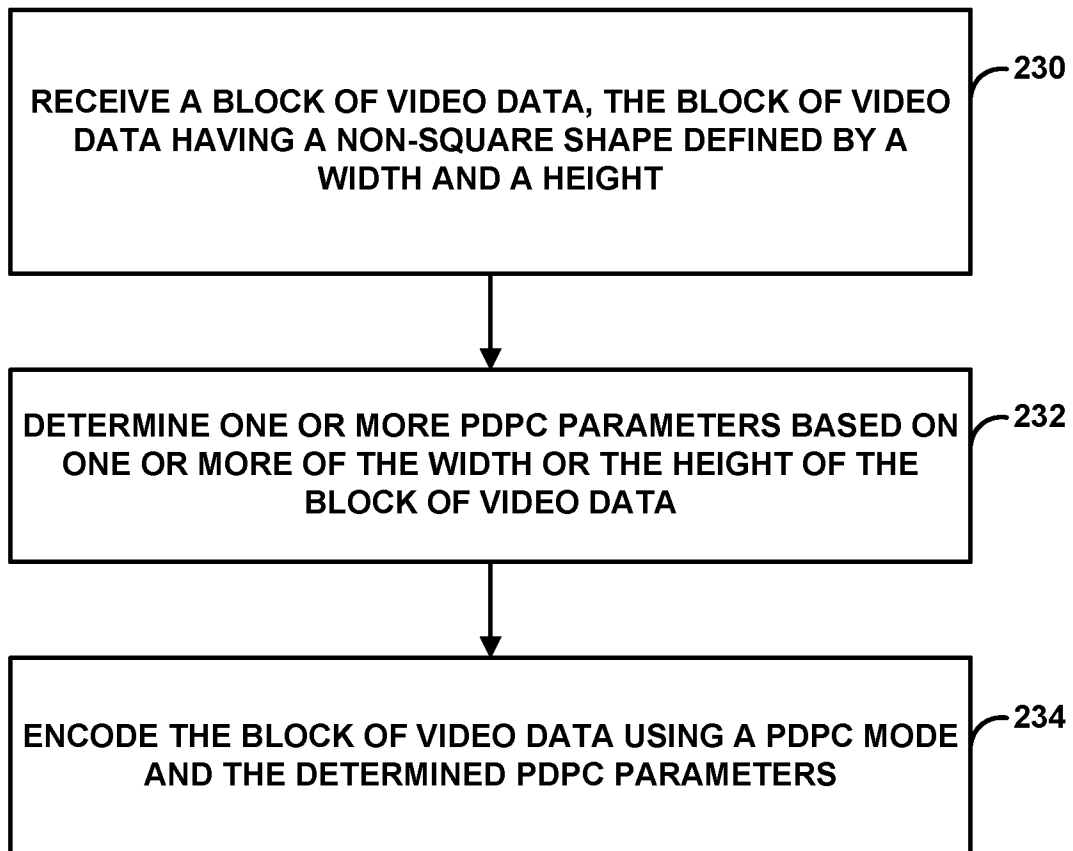 RECEIVE A BLOCK OF VIDEO DATA, THE BLOCK OF VIDEO
DATA HAVING A NON-SQUARE SHAPE DEFINED BY A
WIDTH AND A HEIGHT
230
DETERMINE ONE OR MORE PDPC PARAMETERS BASED ON
ONE OR MORE OF THE WIDTH OR THE HEIGHT OF THE
BLOCK OF VIDEO DATA
232
ENCODE THE BLOCK OF VIDEO DATA USING A PDPC MODE
AND THE DETERMINED PDPC PARAMETERS
234